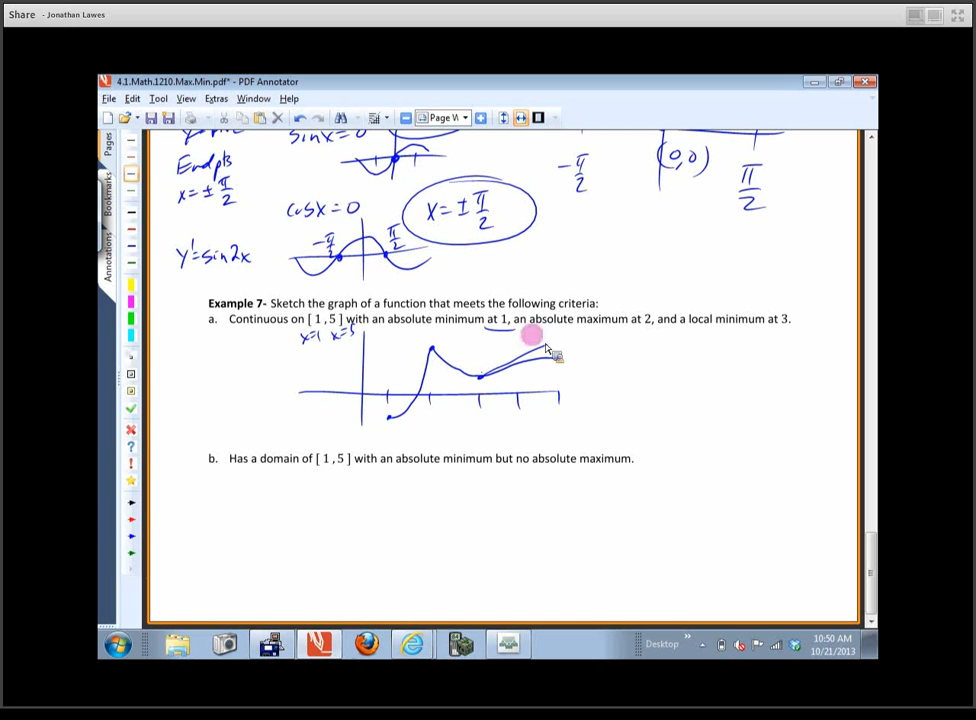 Share - Jonathan Lawes
4.1.Math.1210.Max.Min.pdf* - PDF Annotator
File Edit Tool View Extras Window Help
Page W
Pages
Bookmarks
Annotations
sinx=0
Endpts
x=±π/2
cosx=0
x=±π/2
-π/2
(0,0)
π/2
-π/2
π/2
y'=sin2x
Example 7- Sketch the graph of a function that meets the following criteria:
a. Continuous on [ 1 , 5 ] with an absolute minimum at 1, an absolute maximum at 2, and a local minimum at 3.
x=1 x=5
b. Has a domain of [ 1 , 5 ] with an absolute minimum but no absolute maximum.
Desktop
10:50 AM
10/21/2013